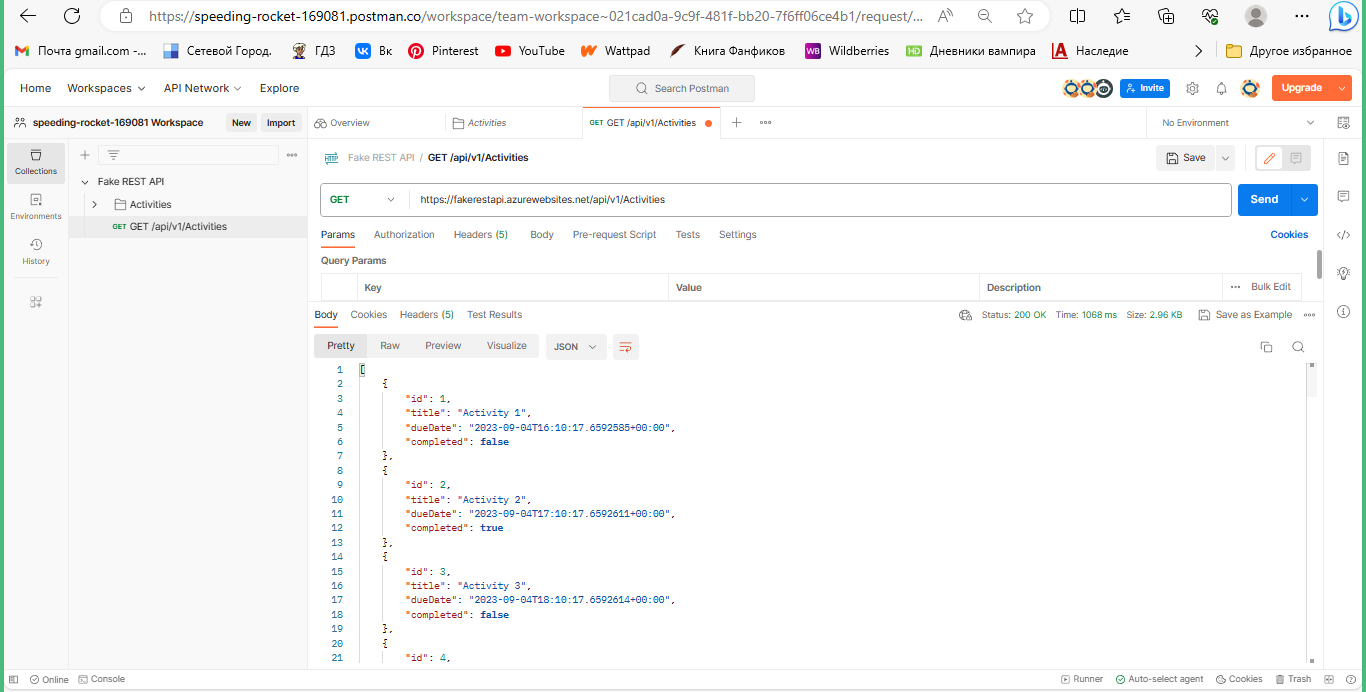 https://speeding-rocket-169081.postman.co/workspace/team-workspace~021cad0a-9c9f-481f-bb20-7f6ff06ce4b1/request/...
Почта gmail.com -... Сетевой Город. ГДЗ Вк Pinterest YouTube Wattpad Книга Фанфиков WB Wildberries HD Дневники вампира Наследие Другое избранное
Home Workspaces API Network Explore Search Postman Invite Upgrade
speeding-rocket-169081 Workspace New Import Overview Activities GET GET /api/v1/Activities No Environment
Collections
Environments
History
Fake REST API
Activities
GET GET /api/v1/Activities
HTTP Fake REST API / GET /api/v1/Activities Save
GET https://fakerestapi.azurewebsites.net/api/v1/Activities Send
Params Authorization Headers (5) Body Pre-request Script Tests Settings Cookies
Query Params
Key Value Description Bulk Edit
Body Cookies Headers (5) Test Results Status: 200 OK Time: 1068 ms Size: 2.96 KB Save as Example
Pretty Raw Preview Visualize JSON
1 [
2 {
3 "id": 1,
4 "title": "Activity 1",
5 "dueDate": "2023-09-04T16:10:17.6592585+00:00",
6 "completed": false
7 },
8 {
9 "id": 2,
10 "title": "Activity 2",
11 "dueDate": "2023-09-04T17:10:17.6592611+00:00",
12 "completed": true
13 },
14 {
15 "id": 3,
16 "title": "Activity 3",
17 "dueDate": "2023-09-04T18:10:17.6592614+00:00",
18 "completed": false
19 },
20 {
21 "id": 4,
Online Console Runner Auto-select agent Cookies Trash